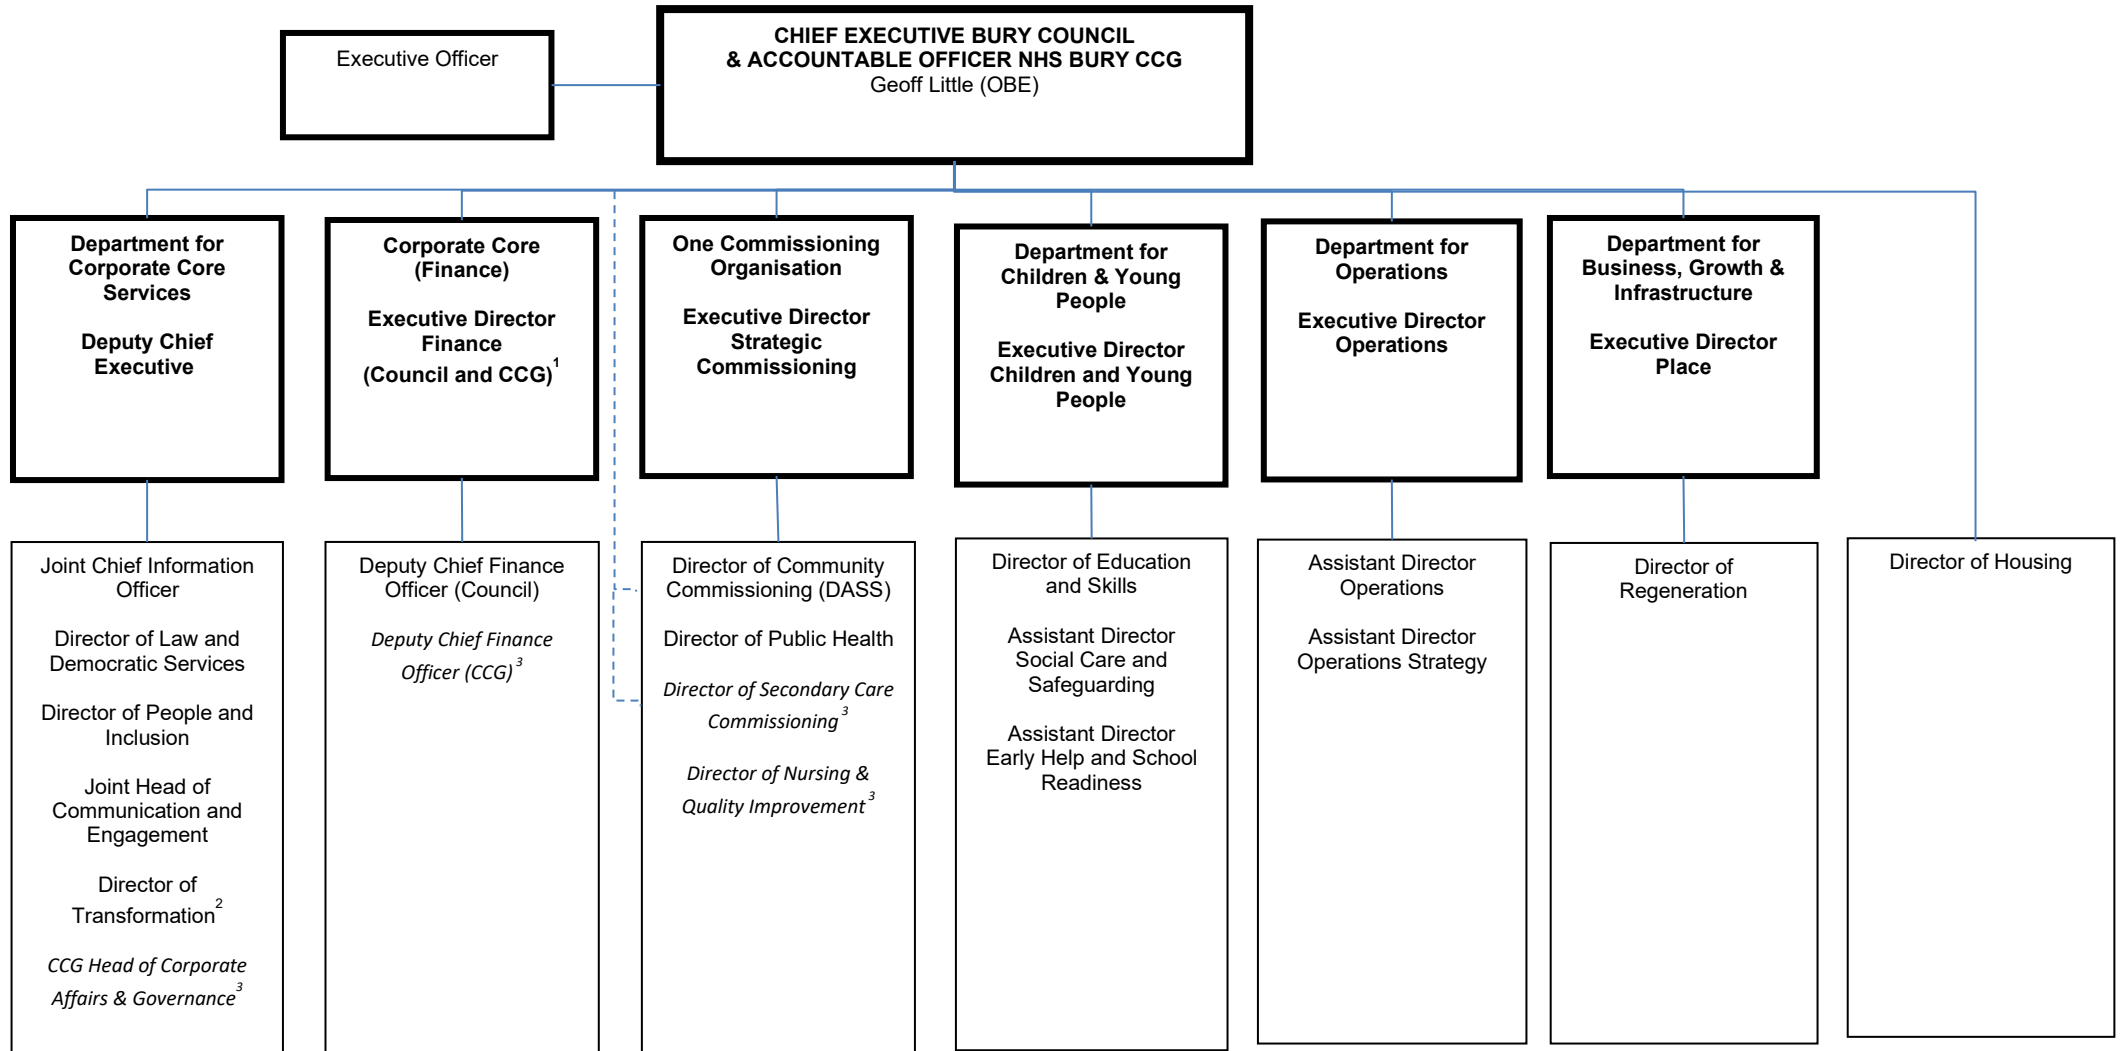 Executive Officer
CHIEF EXECUTIVE BURY COUNCIL
& ACCOUNTABLE OFFICER NHS BURY CCG
Geoff Little (OBE)
Department for
Corporate Core
Services
Deputy Chief
Executive
Corporate Core
(Finance)
Executive Director
Finance
(Council and CCG)1
One Commissioning
Organisation
Executive Director
Strategic
Commissioning
Department for
Children & Young
People
Executive Director
Children and Young
People
Department for
Operations
Executive Director
Operations
Department for
Business, Growth &
Infrastructure
Executive Director
Place
Joint Chief Information
Officer
Director of Law and
Democratic Services
Director of People and
Inclusion
Joint Head of
Communication and
Engagement
Director of
Transformation2
CCG Head of Corporate
Affairs & Governance3
Deputy Chief Finance
Officer (Council)
Deputy Chief Finance
Officer (CCG)3
Director of Community
Commissioning (DASS)
Director of Public Health
Director of Secondary Care
Commissioning3
Director of Nursing &
Quality Improvement3
Director of Education
and Skills
Assistant Director
Social Care and
Safeguarding
Assistant Director
Early Help and School
Readiness
Assistant Director
Operations
Assistant Director
Operations Strategy
Director of
Regeneration
Director of Housing